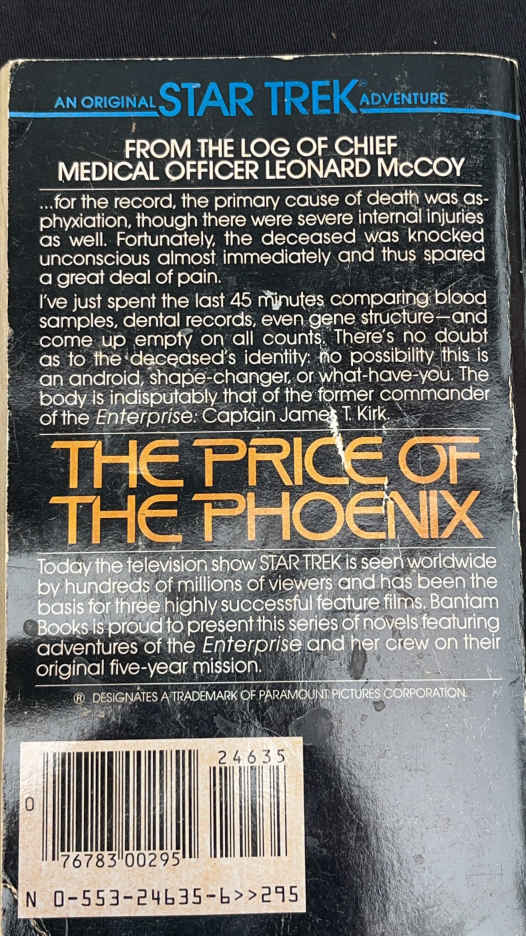 AN ORIGINAL STAR TREK® ADVENTURE
FROM THE LOG OF CHIEF
MEDICAL OFFICER LEONARD McCOY
...for the record, the primary cause of death was as-
phyxiation, though there were severe internal injuries
as well. Fortunately, the deceased was knocked
unconscious almost immediately and thus spared
a great deal of pain.
I've just spent the last 45 minutes comparing blood
samples, dental records, even gene structure—and
come up empty on all counts. There's no doubt
as to the deceased's identity: no possibility this is
an android, shape-changer, or what-have-you. The
body is indisputably that of the former commander
of the Enterprise: Captain James T. Kirk.
THE PRICE OF
THE PHOENIX
Today the television show STAR TREK is seen worldwide
by hundreds of millions of viewers and has been the
basis for three highly successful feature films. Bantam
Books is proud to present this series of novels featuring
adventures of the Enterprise and her crew on their
original five-year mission.
® DESIGNATES A TRADEMARK OF PARAMOUNT PICTURES CORPORATION.
24635
0
76783 00295
N 0-553-24635-6>>295